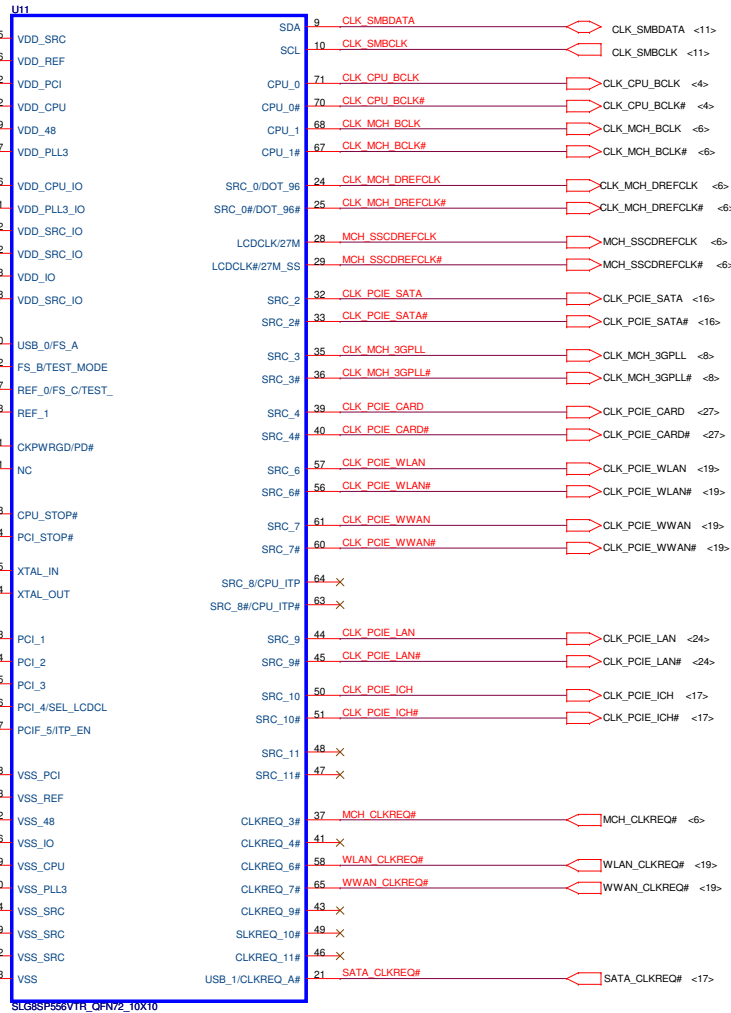 U11
SDA 9 CLK_SMBDATA CLK_SMBDATA <11>
VDD_SRC
SCL 10 CLK_SMBCLK CLK_SMBCLK <11>
VDD_REF
VDD_PCI CPU_0 71 CLK_CPU_BCLK CLK_CPU_BCLK <4>
VDD_CPU CPU_0# 70 CLK_CPU_BCLK# CLK_CPU_BCLK# <4>
VDD_48 CPU_1 68 CLK_MCH_BCLK CLK_MCH_BCLK <6>
VDD_PLL3 CPU_1# 67 CLK_MCH_BCLK# CLK_MCH_BCLK# <6>
VDD_CPU_IO SRC_0/DOT_96 24 CLK_MCH_DREFCLK CLK_MCH_DREFCLK <6>
VDD_PLL3_IO SRC_0#/DOT_96# 25 CLK_MCH_DREFCLK# CLK_MCH_DREFCLK# <6>
VDD_SRC_IO
LCDCLK/27M 28 MCH_SSCDREFCLK MCH_SSCDREFCLK <6>
VDD_SRC_IO
LCDCLK#/27M_SS 29 MCH_SSCDREFCLK# MCH_SSCDREFCLK# <6>
VDD_IO
VDD_SRC_IO SRC_2 32 CLK_PCIE_SATA CLK_PCIE_SATA <16>
SRC_2# 33 CLK_PCIE_SATA# CLK_PCIE_SATA# <16>
USB_0/FS_A
SRC_3 35 CLK_MCH_3GPLL CLK_MCH_3GPLL <8>
FS_B/TEST_MODE
SRC_3# 36 CLK_MCH_3GPLL# CLK_MCH_3GPLL# <8>
REF_0/FS_C/TEST_
REF_1 SRC_4 39 CLK_PCIE_CARD CLK_PCIE_CARD <27>
SRC_4# 40 CLK_PCIE_CARD# CLK_PCIE_CARD# <27>
CKPWRGD/PD#
NC SRC_6 57 CLK_PCIE_WLAN CLK_PCIE_WLAN <19>
SRC_6# 56 CLK_PCIE_WLAN# CLK_PCIE_WLAN# <19>
CPU_STOP#
SRC_7 61 CLK_PCIE_WWAN CLK_PCIE_WWAN <19>
PCI_STOP#
SRC_7# 60 CLK_PCIE_WWAN# CLK_PCIE_WWAN# <19>
XTAL_IN
SRC_8/CPU_ITP 64
XTAL_OUT
SRC_8#/CPU_ITP# 63
PCI_1 SRC_9 44 CLK_PCIE_LAN CLK_PCIE_LAN <24>
PCI_2 SRC_9# 45 CLK_PCIE_LAN# CLK_PCIE_LAN# <24>
PCI_3
SRC_10 50 CLK_PCIE_ICH CLK_PCIE_ICH <17>
PCI_4/SEL_LCDCL
SRC_10# 51 CLK_PCIE_ICH# CLK_PCIE_ICH# <17>
PCIF_5/ITP_EN
SRC_11 48
VSS_PCI SRC_11# 47
VSS_REF
VSS_48 CLKREQ_3# 37 MCH_CLKREQ# MCH_CLKREQ# <6>
VSS_IO CLKREQ_4# 41
VSS_CPU CLKREQ_6# 58 WLAN_CLKREQ# WLAN_CLKREQ# <19>
VSS_PLL3 CLKREQ_7# 65 WWAN_CLKREQ# WWAN_CLKREQ# <19>
VSS_SRC CLKREQ_9# 43
VSS_SRC SLKREQ_10# 49
VSS_SRC CLKREQ_11# 46
VSS USB_1/CLKREQ_A# 21 SATA_CLKREQ# SATA_CLKREQ# <17>
SLG8SP556VTR_QFN72_10X10